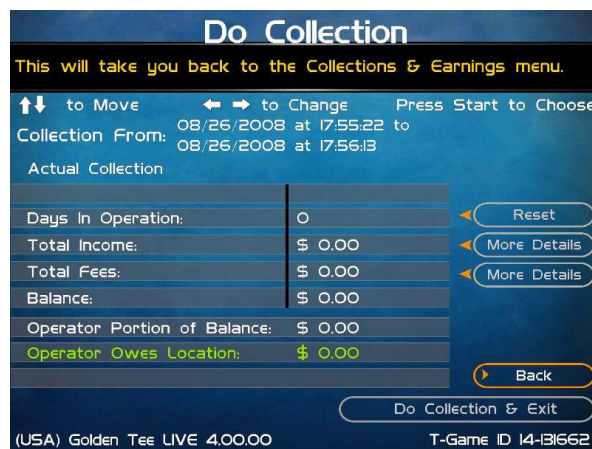 Do Collection
This will take you back to the Collections & Earnings menu.
to Move to Change Press Start to Choose
Collection From: 08/26/2008 at 17:55:22 to
08/26/2008 at 17:56:13
Actual Collection
Days In Operation: 0 Reset
Total Income: $ 0.00 More Details
Total Fees: $ 0.00 More Details
Balance: $ 0.00
Operator Portion of Balance: $ 0.00
Operator Owes Location: $ 0.00
Back
Do Collection & Exit
(USA) Golden Tee LIVE 4.00.00 T-Game ID 14-131662